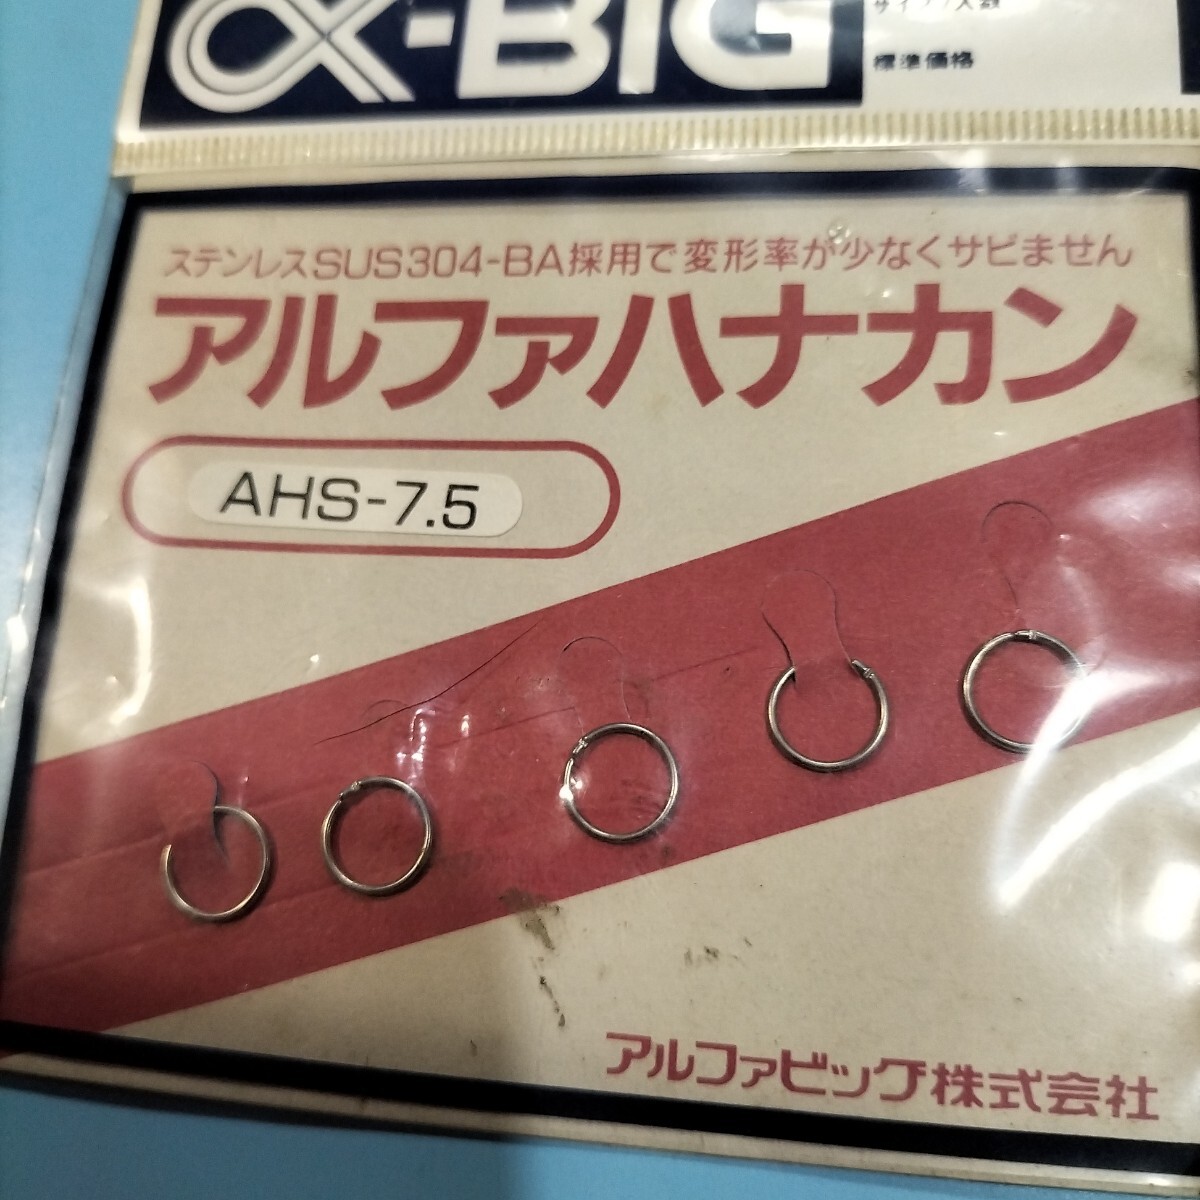 α-BIG
標準価格
ステンレスSUS304-BA採用で変形率が少なくサビません
アルファハナカン
AHS-7.5
アルファビッグ株式会社